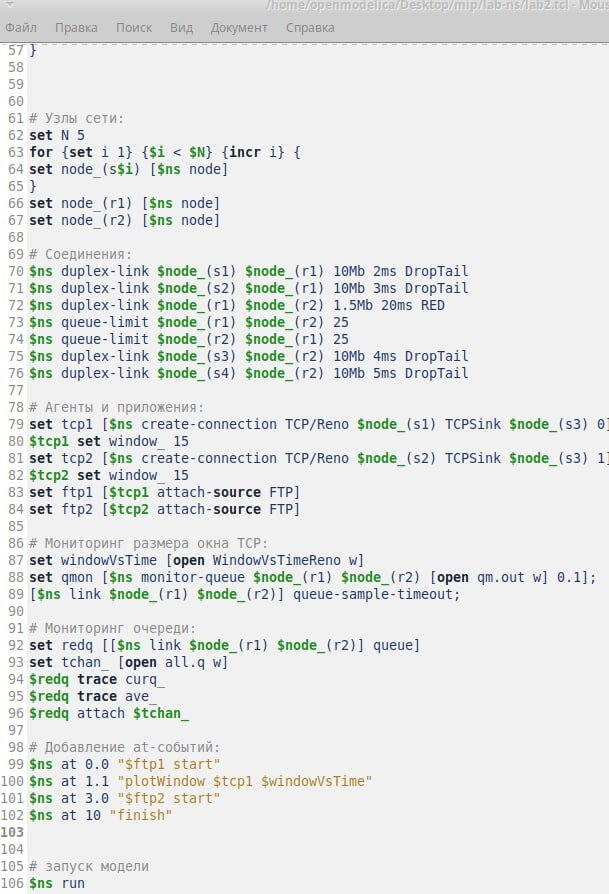 /home/openmodelica/Desktop/mip/lab-ns/lab2.tcl - Mous
Файл Правка Поиск Вид Документ Справка
57 }
58
59
60
61 # Узлы сети:
62 set N 5
63 for {set i 1} {$i < $N} {incr i} {
64 set node_(s$i) [$ns node]
65 }
66 set node_(r1) [$ns node]
67 set node_(r2) [$ns node]
68
69 # Соединения:
70 $ns duplex-link $node_(s1) $node_(r1) 10Mb 2ms DropTail
71 $ns duplex-link $node_(s2) $node_(r1) 10Mb 3ms DropTail
72 $ns duplex-link $node_(r1) $node_(r2) 1.5Mb 20ms RED
73 $ns queue-limit $node_(r1) $node_(r2) 25
74 $ns queue-limit $node_(r2) $node_(r1) 25
75 $ns duplex-link $node_(s3) $node_(r2) 10Mb 4ms DropTail
76 $ns duplex-link $node_(s4) $node_(r2) 10Mb 5ms DropTail
77
78 # Агенты и приложения:
79 set tcp1 [$ns create-connection TCP/Reno $node_(s1) TCPSink $node_(s3) 0]
80 $tcp1 set window_ 15
81 set tcp2 [$ns create-connection TCP/Reno $node_(s2) TCPSink $node_(s3) 1]
82 $tcp2 set window_ 15
83 set ftp1 [$tcp1 attach-source FTP]
84 set ftp2 [$tcp2 attach-source FTP]
85
86 # Мониторинг размера окна TCP:
87 set windowVsTime [open WindowVsTimeReno w]
88 set qmon [$ns monitor-queue $node_(r1) $node_(r2) [open qm.out w] 0.1];
89 [$ns link $node_(r1) $node_(r2)] queue-sample-timeout;
90
91 # Мониторинг очереди:
92 set redq [[$ns link $node_(r1) $node_(r2)] queue]
93 set tchan_ [open all.q w]
94 $redq trace curq_
95 $redq trace ave_
96 $redq attach $tchan_
97
98 # Добавление at-событий:
99 $ns at 0.0 "$ftp1 start"
100 $ns at 1.1 "plotWindow $tcp1 $windowVsTime"
101 $ns at 3.0 "$ftp2 start"
102 $ns at 10 "finish"
103
104
105 # запуск модели
106 $ns run